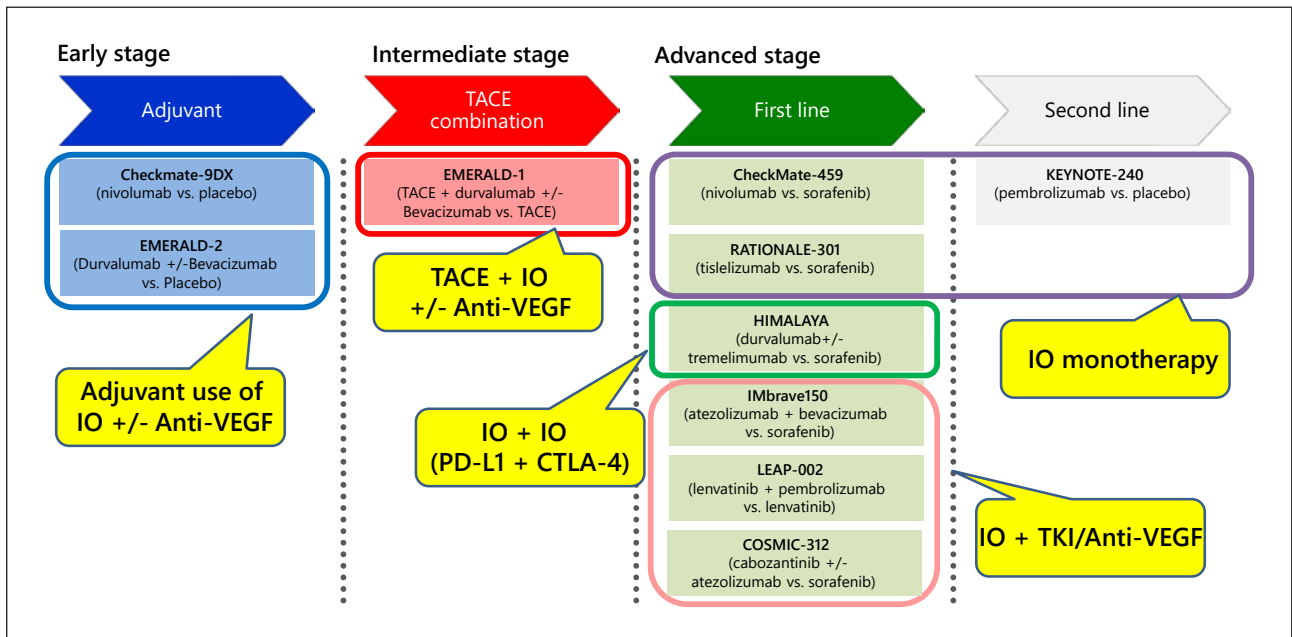 Early stage
Adjuvant
Checkmate-9DX
(nivolumab vs. placebo)
EMERALD-2
(Durvalumab +/-Bevacizumab
vs. Placebo)
Adjuvant use of
IO +/- Anti-VEGF
Intermediate stage
TACE
combination
EMERALD-1
(TACE + durvalumab +/-
Bevacizumab vs. TACE)
TACE + IO
+/- Anti-VEGF
Advanced stage
First line
CheckMate-459
(nivolumab vs. sorafenib)
RATIONALE-301
(tislelizumab vs. sorafenib)
HIMALAYA
(durvalumab+/-
tremelimumab vs. sorafenib)
IO + IO
(PD-L1 + CTLA-4)
IMbrave150
(atezolizumab + bevacizumab
vs. sorafenib)
LEAP-002
(lenvatinib + pembrolizumab
vs. lenvatinib)
COSMIC-312
(cabozantinib +/-
atezolizumab vs. sorafenib)
Second line
KEYNOTE-240
(pembrolizumab vs. placebo)
IO monotherapy
IO + TKI/Anti-VEGF